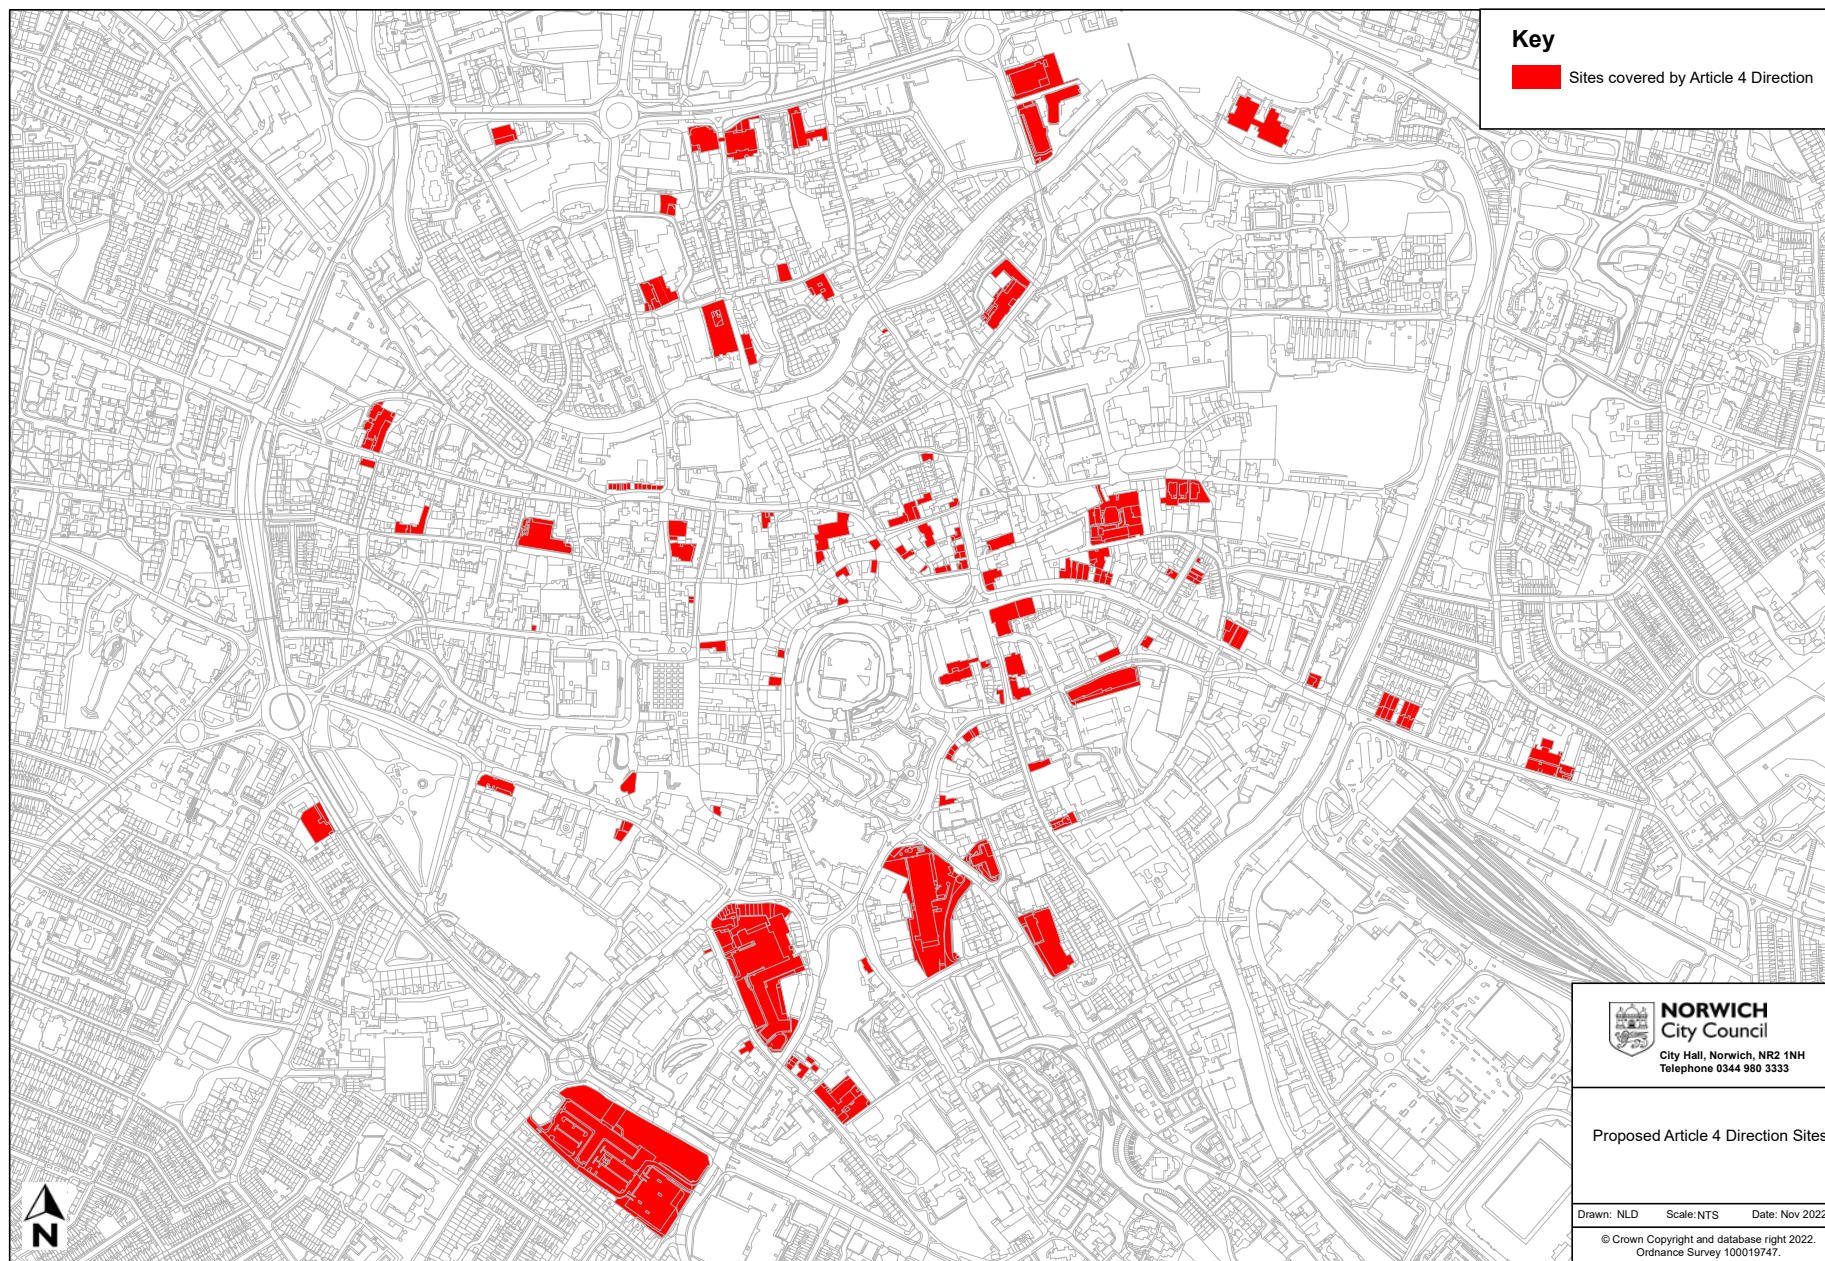 Key
Sites covered by Article 4 Direction
NORWICH
City Council
City Hall, Norwich, NR2 1NH
Telephone 0344 980 3333
Proposed Article 4 Direction Sites
Drawn: NLD Scale: NTS Date: Nov 2022
© Crown Copyright and database right 2022.
Ordnance Survey 100019747.
N